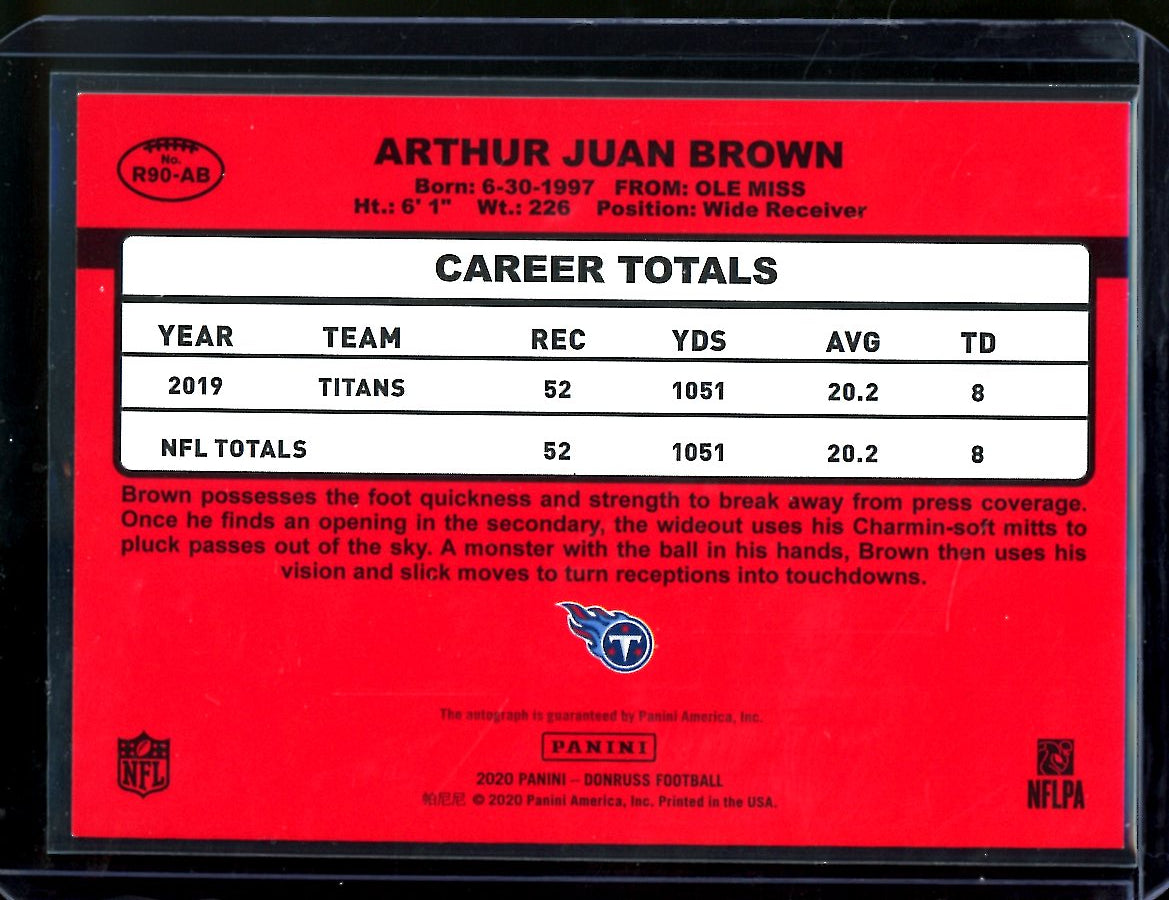 No.
R90-AB
ARTHUR JUAN BROWN
Born: 6-30-1997 FROM: OLE MISS
Ht.: 6' 1" Wt.: 226 Position: Wide Receiver
CAREER TOTALS
YEAR TEAM REC YDS AVG TD
2019 TITANS 52 1051 20.2 8
NFL TOTALS 52 1051 20.2 8
Brown possesses the foot quickness and strength to break away from press coverage.
Once he finds an opening in the secondary, the wideout uses his Charmin-soft mitts to
pluck passes out of the sky. A monster with the ball in his hands, Brown then uses his
vision and slick moves to turn receptions into touchdowns.
T
The autograph is guaranteed by Panini America, Inc.
PANINI
NFL
2020 PANINI – DONRUSS FOOTBALL
帕尼尼 © 2020 Panini America, Inc. Printed in the USA.
NFLPA